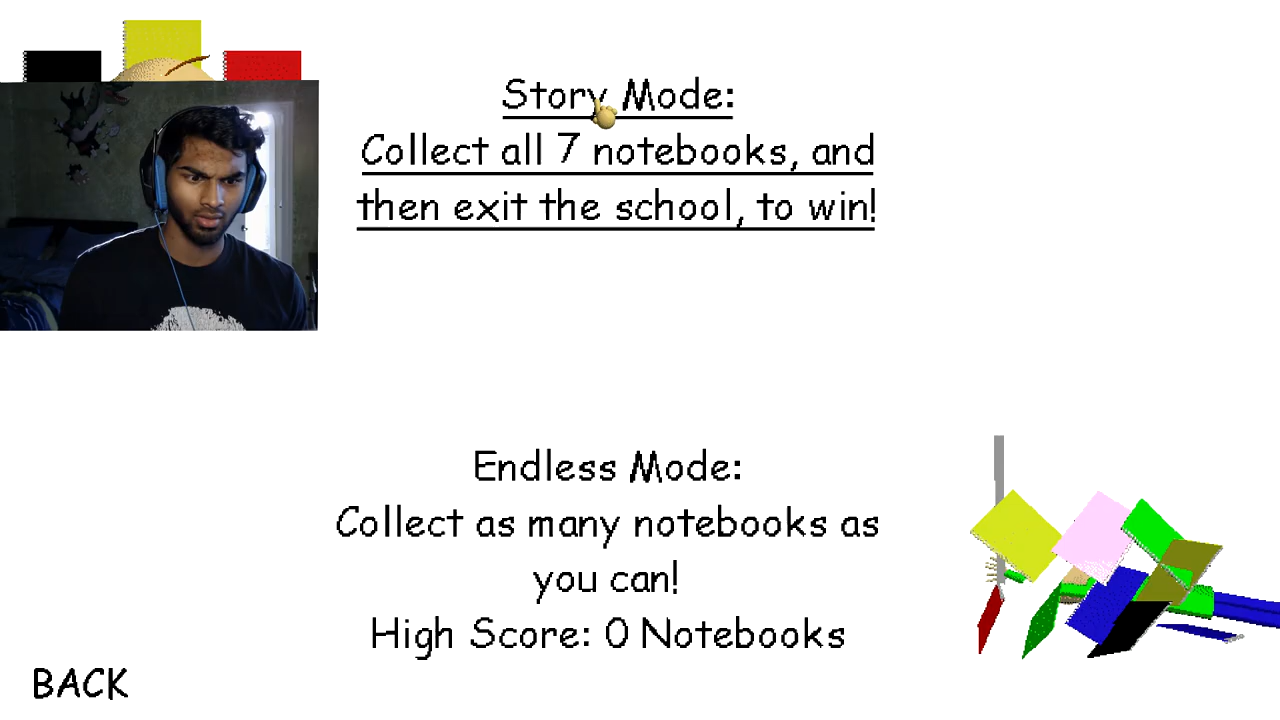 Story Mode:
Collect all 7 notebooks, and
then exit the school, to win!
Endless Mode:
Collect as many notebooks as
you can!
High Score: 0 Notebooks
BACK